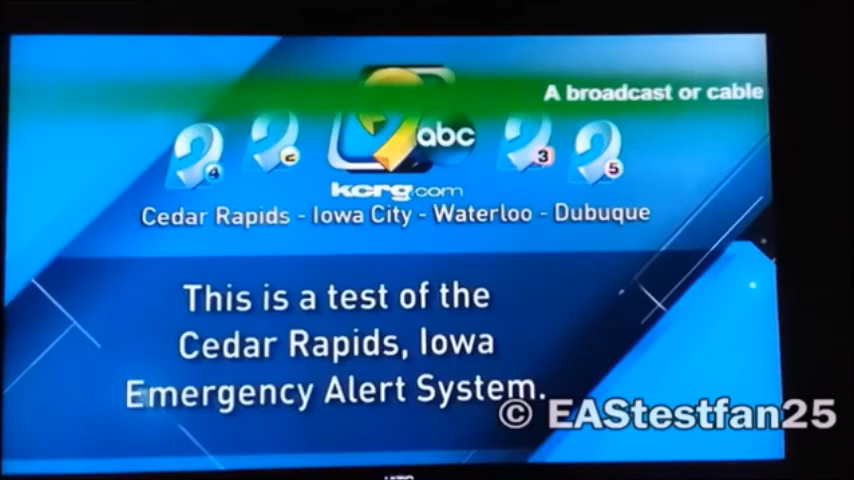 A broadcast or cable
9
abc
4
2
3
5
kcrg.com
Cedar Rapids - Iowa City - Waterloo - Dubuque
This is a test of the
Cedar Rapids, Iowa
Emergency Alert System.
© EAStestfan25